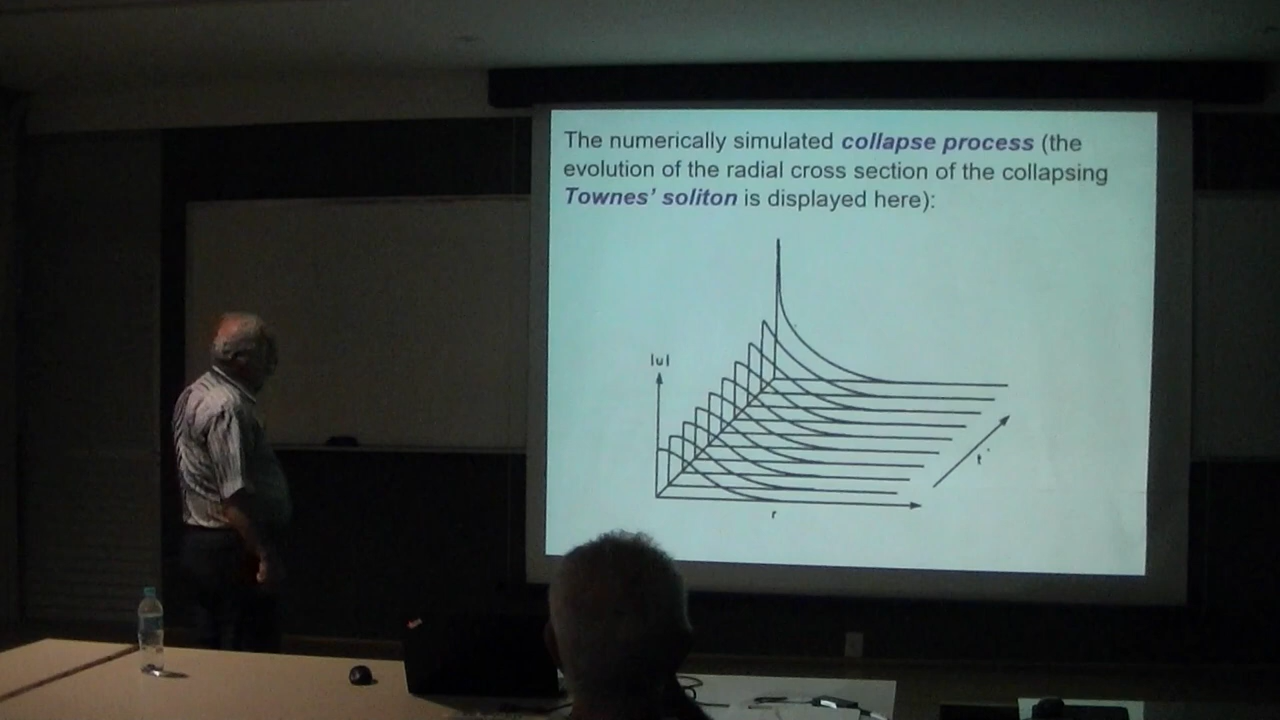 The numerically simulated collapse process (the
evolution of the radial cross section of the collapsing
Townes’ soliton is displayed here):
|u|
t
r